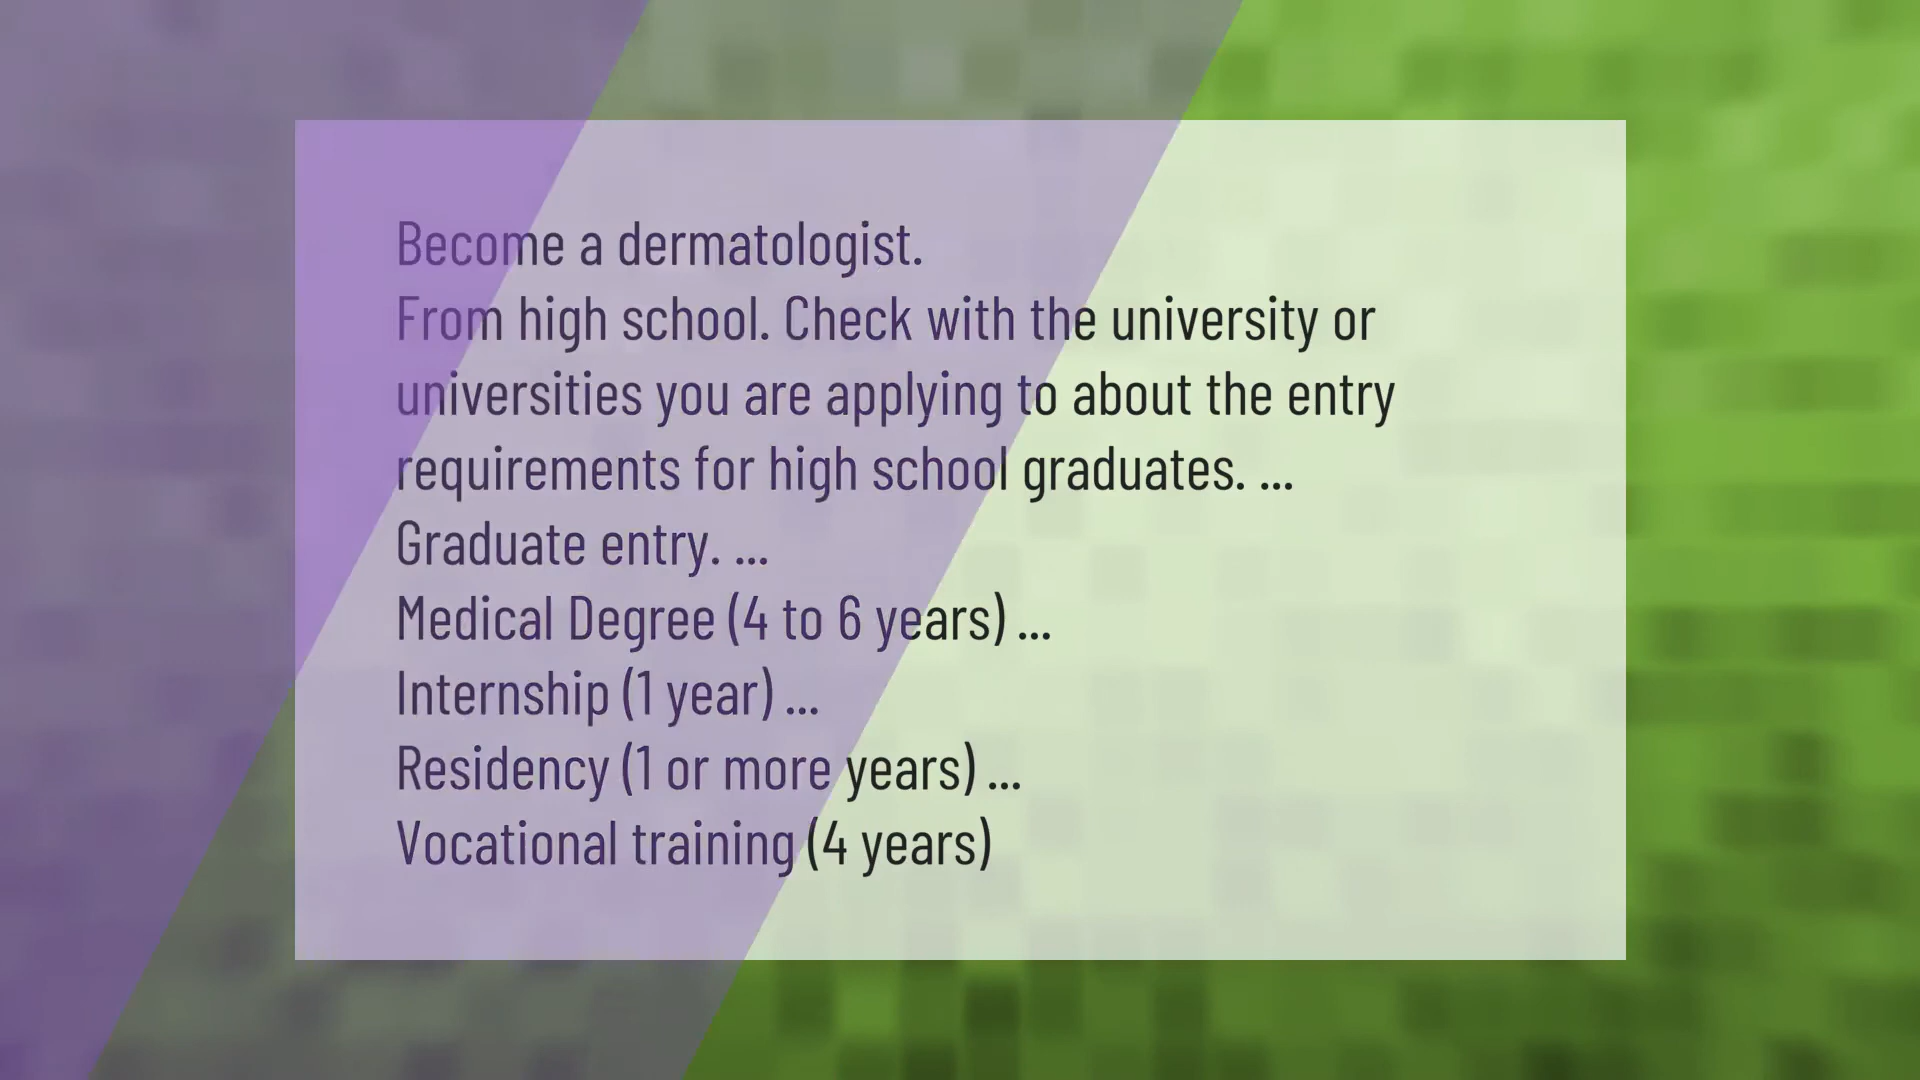 Become a dermatologist.
From high school. Check with the university or
universities you are applying to about the entry
requirements for high school graduates. ...
Graduate entry. ...
Medical Degree (4 to 6 years) ...
Internship (1 year) ...
Residency (1 or more years) ...
Vocational training (4 years)